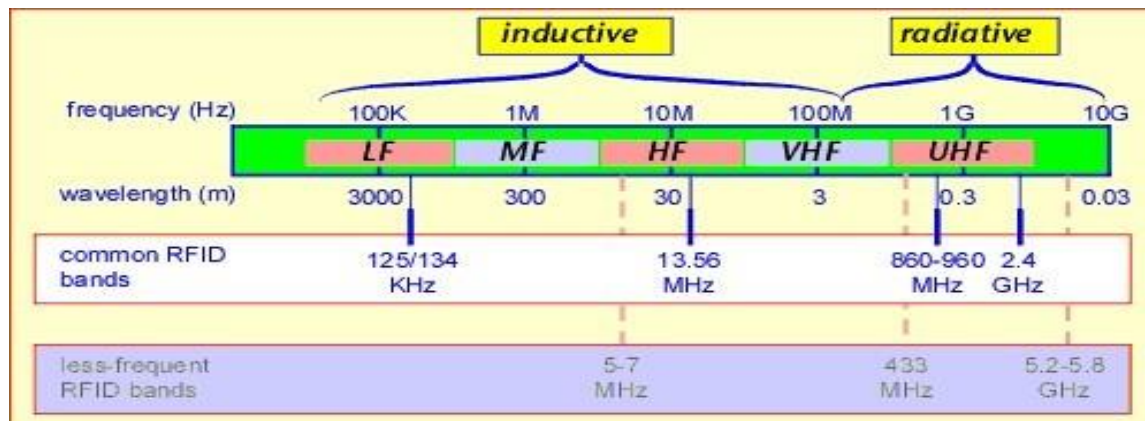 inductive radiative
frequency (Hz) 100K 1M 10M 100M 1G 10G
LF MF HF VHF UHF
wavelength (m) 3000 300 30 3 0.3 0.03
common RFID 125/134 13.56 860-960 2.4
bands KHz MHz MHz GHz
less-frequent 5-7 433 5.2-5.8
RFID bands MHz MHz GHz